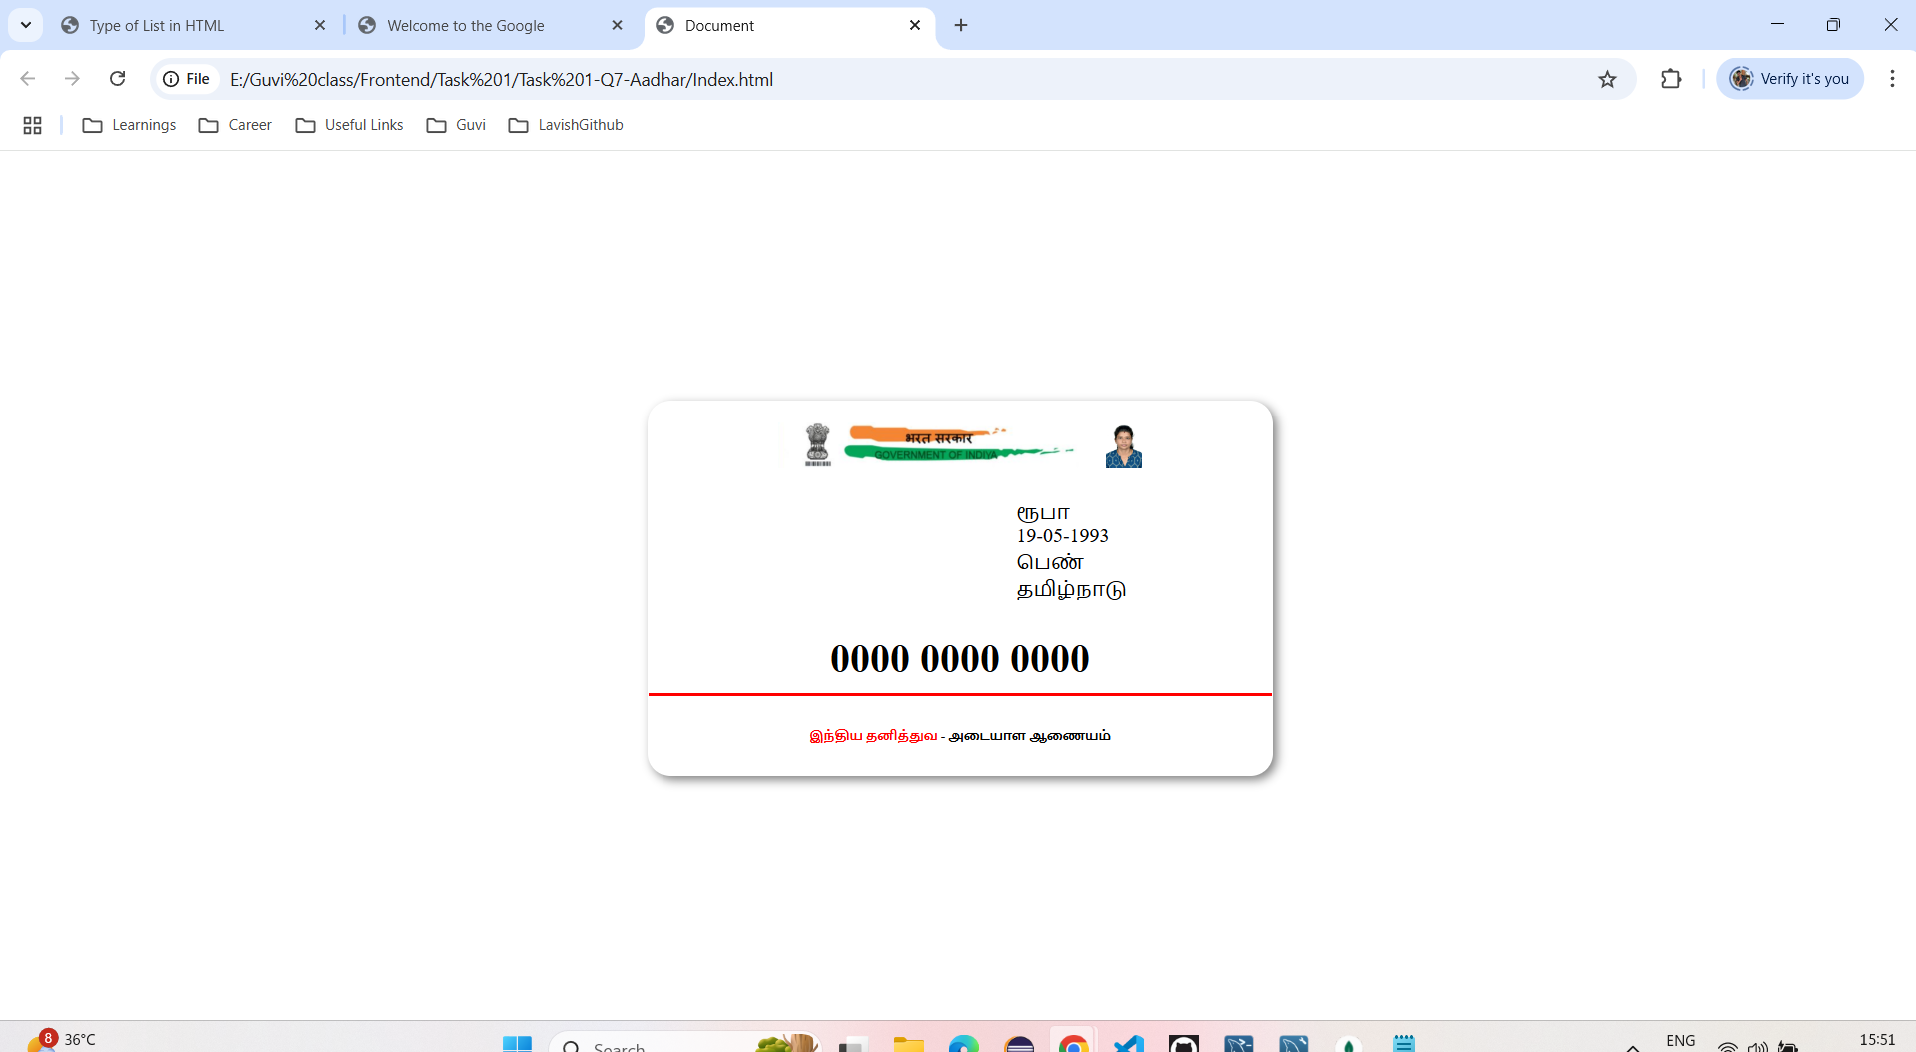 Type of List in HTML
Welcome to the Google
Document
File
E:/Guvi%20class/Frontend/Task%201/Task%201-Q7-Aadhar/Index.html
Verify it's you
Learnings
Career
Useful Links
Guvi
LavishGithub
भारत सरकार
GOVERNMENT OF INDIYA
ரூபா
19-05-1993
பெண்
தமிழ்நாடு
0000 0000 0000
இந்திய தனித்துவ - அடையாள ஆணையம்
8
36°C
Search
ENG
15:51